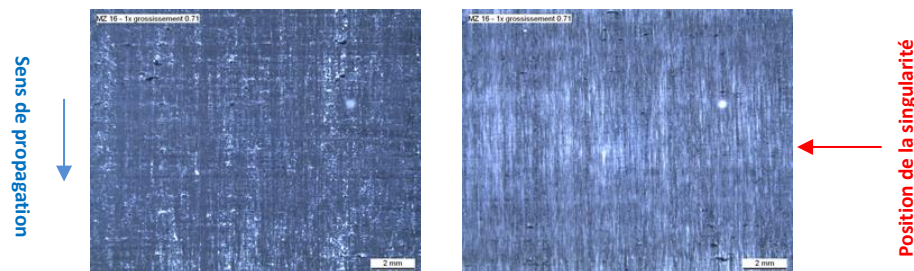 Sens de propagation
MZ 16 - 1x grossissement 0.71
2 mm
MZ 16 - 1x grossissement 0.71
2 mm
Position de la singularité